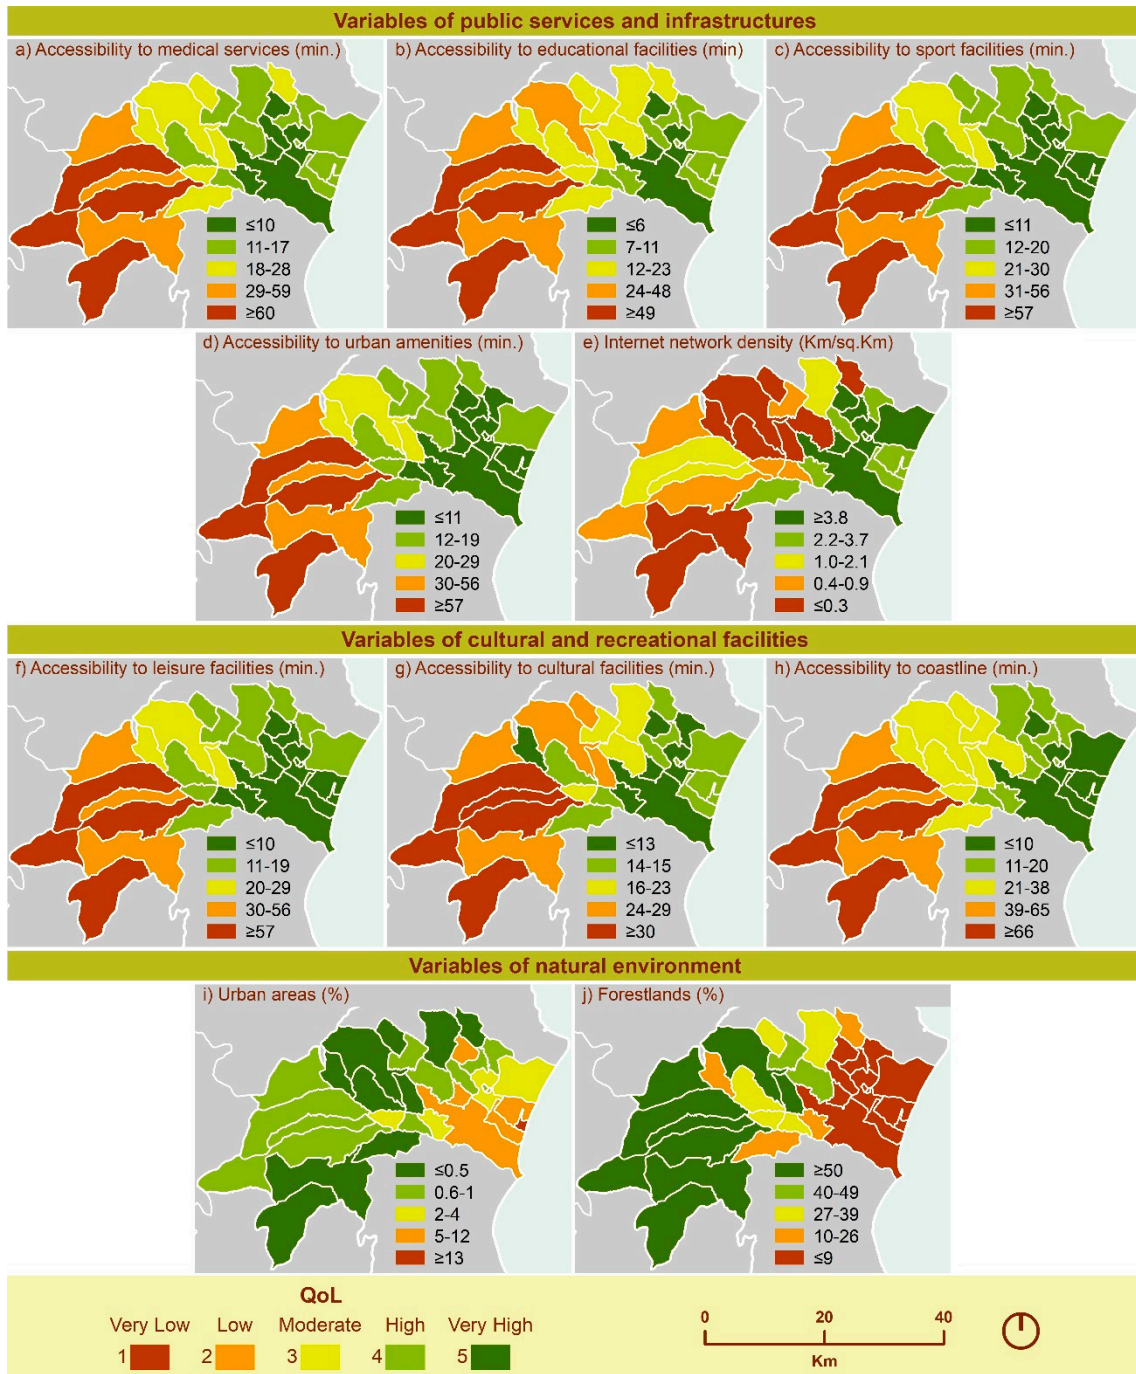 Variables of public services and infrastructures
a) Accessibility to medical services (min.)
≤10
11-17
18-28
29-59
≥60
b) Accessibility to educational facilities (min)
≤6
7-11
12-23
24-48
≥49
c) Accessibility to sport facilities (min.)
≤11
12-20
21-30
31-56
≥57
d) Accessibility to urban amenities (min.)
≤11
12-19
20-29
30-56
≥57
e) Internet network density (Km/sq.Km)
≥3.8
2.2-3.7
1.0-2.1
0.4-0.9
≤0.3
Variables of cultural and recreational facilities
f) Accessibility to leisure facilities (min.)
≤10
11-19
20-29
30-56
≥57
g) Accessibility to cultural facilities (min.)
≤13
14-15
16-23
24-29
≥30
h) Accessibility to coastline (min.)
≤10
11-20
21-38
39-65
≥66
Variables of natural environment
i) Urban areas (%)
≤0.5
0.6-1
2-4
5-12
≥13
j) Forestlands (%)
≥50
40-49
27-39
10-26
≤9
QoL
Very Low Low Moderate High Very High
1 2 3 4 5
0 20 40
Km